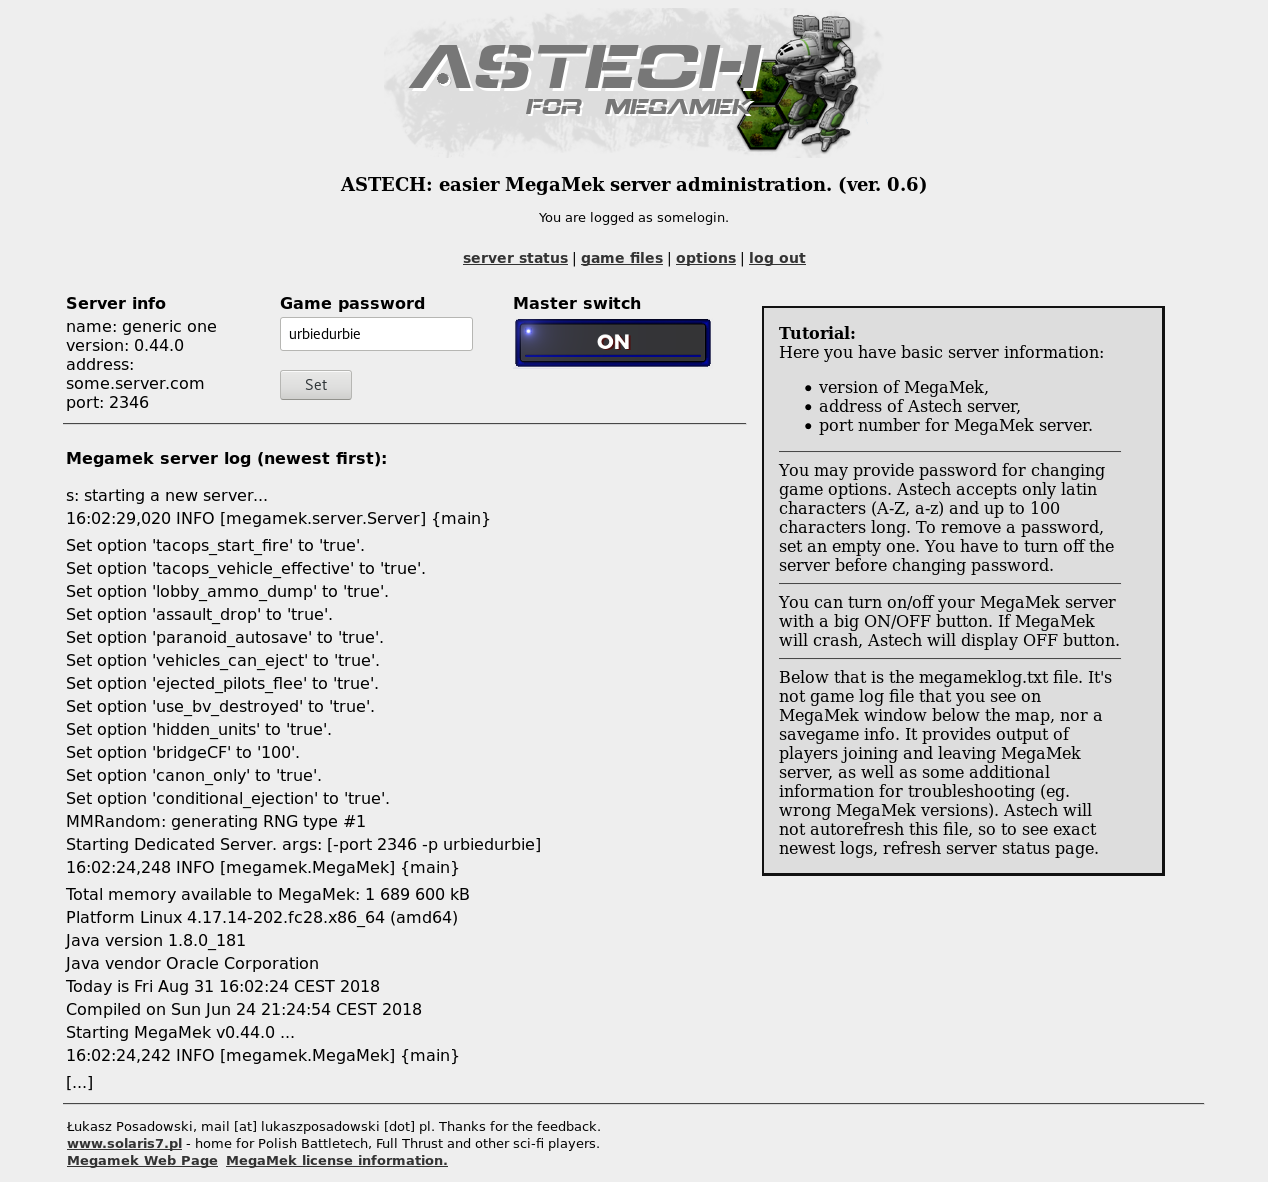 ASTECH
FOR MEGAMEK
ASTECH: easier MegaMek server administration. (ver. 0.6)
You are logged as somelogin.
server status | game files | options | log out
Server info
name: generic one
version: 0.44.0
address:
some.server.com
port: 2346
Game password
urbiedurbie
Set
Master switch
ON
Megamek server log (newest first):
s: starting a new server...
16:02:29,020 INFO [megamek.server.Server] {main}
Set option 'tacops_start_fire' to 'true'.
Set option 'tacops_vehicle_effective' to 'true'.
Set option 'lobby_ammo_dump' to 'true'.
Set option 'assault_drop' to 'true'.
Set option 'paranoid_autosave' to 'true'.
Set option 'vehicles_can_eject' to 'true'.
Set option 'ejected_pilots_flee' to 'true'.
Set option 'use_bv_destroyed' to 'true'.
Set option 'hidden_units' to 'true'.
Set option 'bridgeCF' to '100'.
Set option 'canon_only' to 'true'.
Set option 'conditional_ejection' to 'true'.
MMRandom: generating RNG type #1
Starting Dedicated Server. args: [-port 2346 -p urbiedurbie]
16:02:24,248 INFO [megamek.MegaMek] {main}
Total memory available to MegaMek: 1 689 600 kB
Platform Linux 4.17.14-202.fc28.x86_64 (amd64)
Java version 1.8.0_181
Java vendor Oracle Corporation
Today is Fri Aug 31 16:02:24 CEST 2018
Compiled on Sun Jun 24 21:24:54 CEST 2018
Starting MegaMek v0.44.0 ...
16:02:24,242 INFO [megamek.MegaMek] {main}
[...]
Tutorial:
Here you have basic server information:
• version of MegaMek,
• address of Astech server,
• port number for MegaMek server.
You may provide password for changing
game options. Astech accepts only latin
characters (A-Z, a-z) and up to 100
characters long. To remove a password,
set an empty one. You have to turn off the
server before changing password.
You can turn on/off your MegaMek server
with a big ON/OFF button. If MegaMek
will crash, Astech will display OFF button.
Below that is the megameklog.txt file. It's
not game log file that you see on
MegaMek window below the map, nor a
savegame info. It provides output of
players joining and leaving MegaMek
server, as well as some additional
information for troubleshooting (eg.
wrong MegaMek versions). Astech will
not autorefresh this file, so to see exact
newest logs, refresh server status page.
Łukasz Posadowski, mail [at] lukaszposadowski [dot] pl. Thanks for the feedback.
www.solaris7.pl - home for Polish Battletech, Full Thrust and other sci-fi players.
Megamek Web Page MegaMek license information.